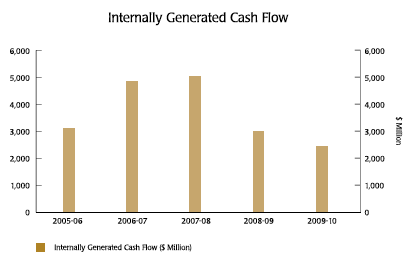 Internally Generated Cash Flow
6,000 6,000
5,000 5,000
4,000 4,000
3,000 3,000
2,000 2,000
1,000 1,000
0 0
$ Million
2005-06 2006-07 2007-08 2008-09 2009-10
Internally Generated Cash Flow ($ Million)